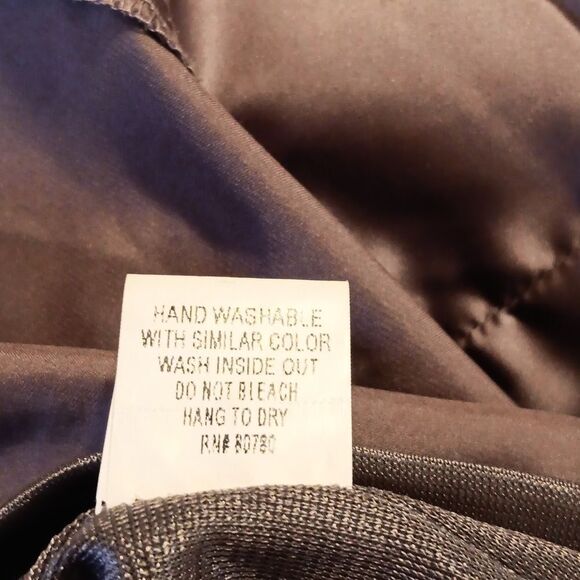 HAND WASHABLE
WITH SIMILAR COLOR
WASH INSIDE OUT
DO NOT BLEACH
HANG TO DRY
RN# 80780